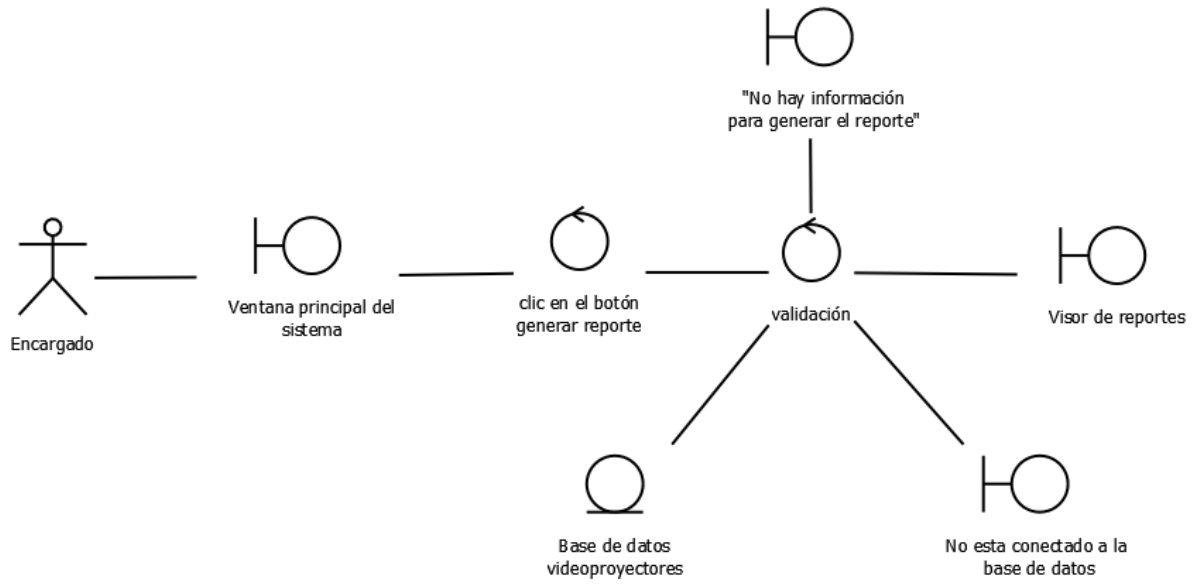 "No hay información
para generar el reporte"
Encargado
Ventana principal del
sistema
clic en el botón
generar reporte
validación
Visor de reportes
Base de datos
videoproyectores
No esta conectado a la
base de datos